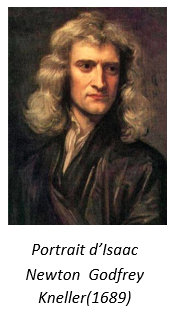 Portrait d’Isaac
Newton  Godfrey
Kneller(1689)